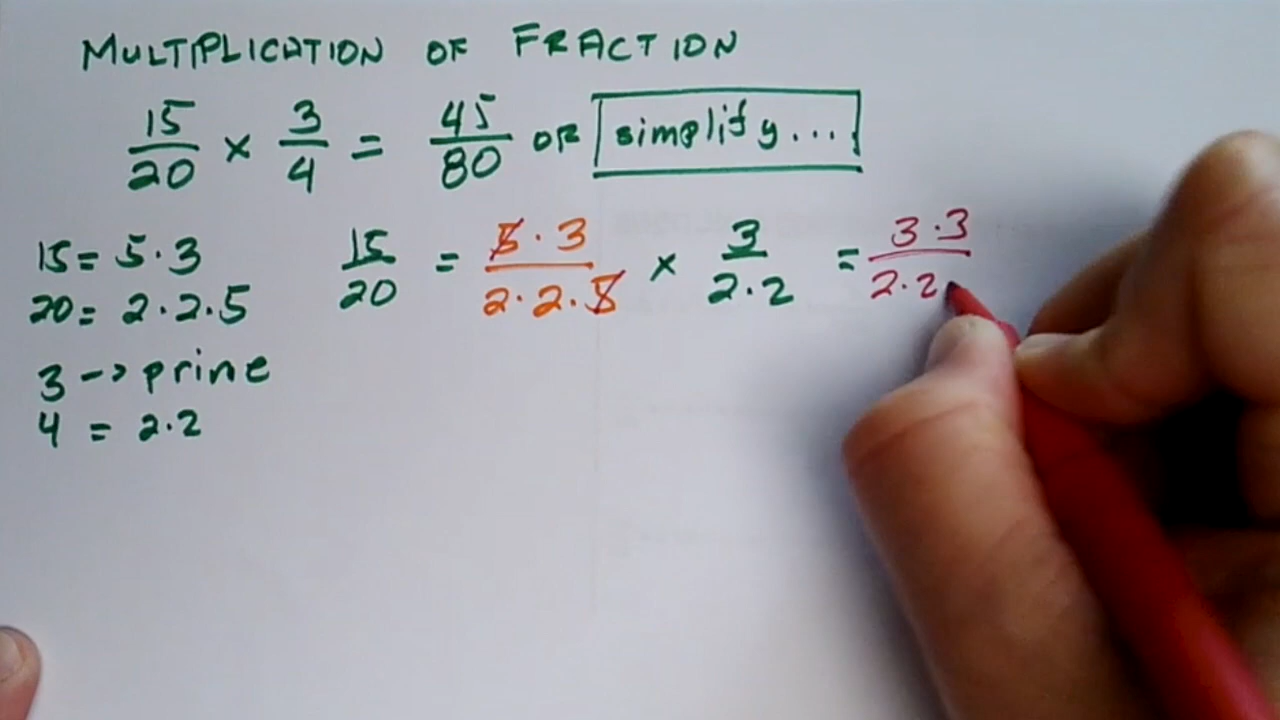 MULTIPLICATION OF FRACTION
15/20 × 3/4 = 45/80 OR simplify...
15 = 5·3
20 = 2·2·5
15/20 = 5·3/2·2·5 × 3/2·2 = 3·3/2·2
3 -> prine
4 = 2·2